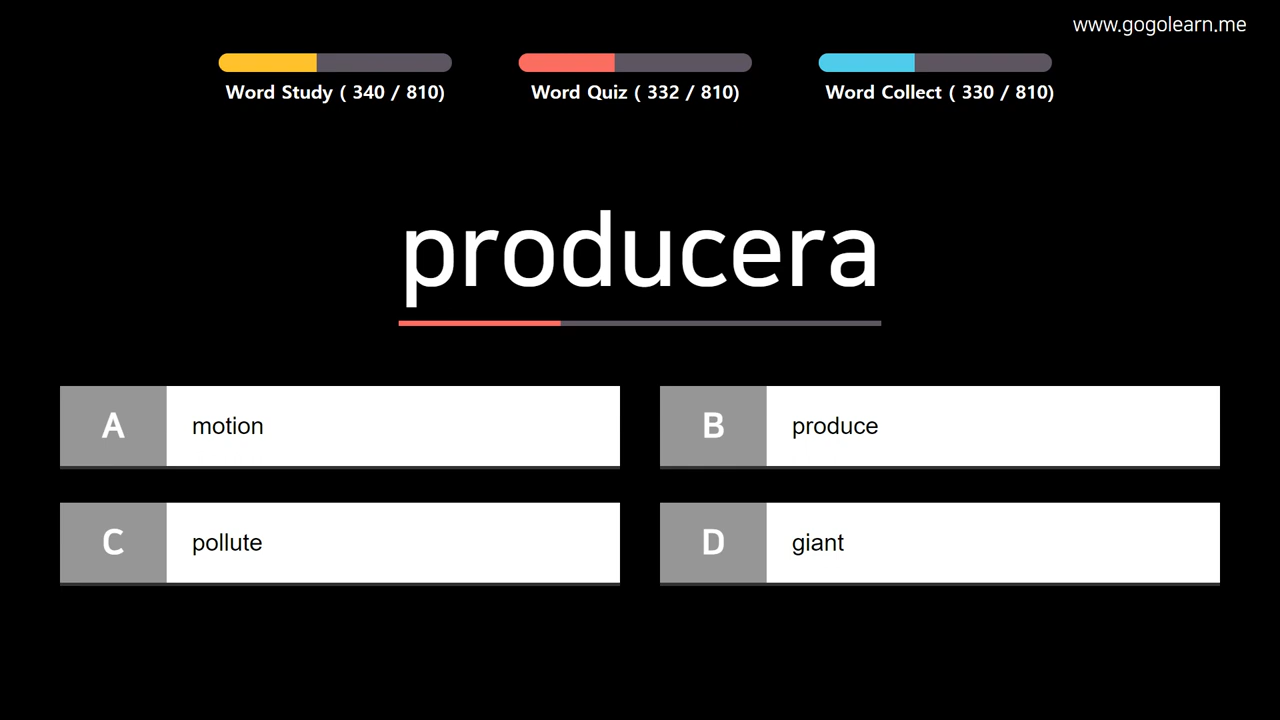 www.gogolearn.me
Word Study ( 340 / 810)
Word Quiz ( 332 / 810)
Word Collect ( 330 / 810)
producera
A motion
B produce
C pollute
D giant